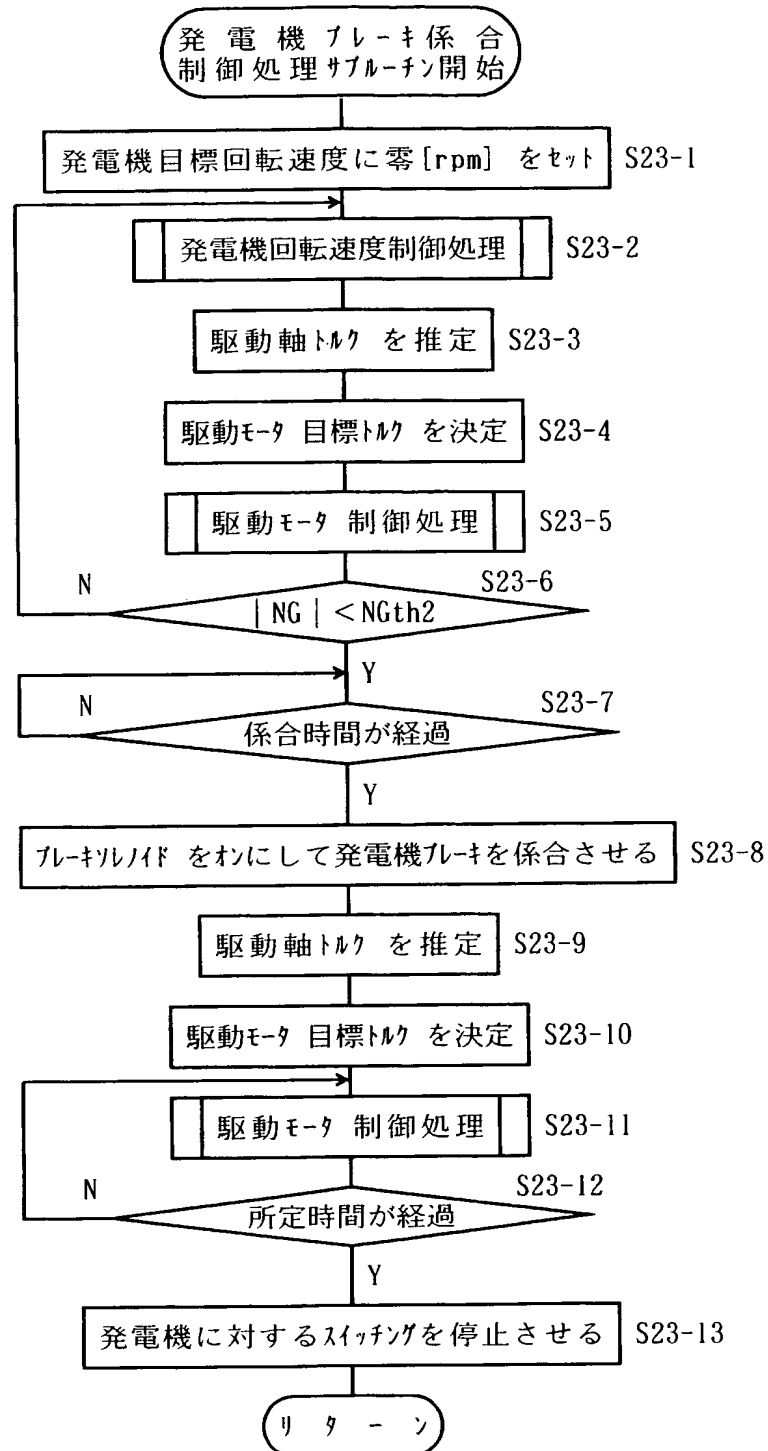 発電機ブレーキ係合
制御処理サブルーチン開始
発電機目標回転速度に零[rpm] をセット S23-1
発電機回転速度制御処理 S23-2
駆動軸トルク を推定 S23-3
駆動モータ 目標トルク を決定 S23-4
駆動モータ 制御処理 S23-5
N S23-6
|NG|<NGth2
Y
N S23-7
係合時間が経過
Y
ブレーキソレノイド をオンにして発電機ブレーキを係合させる S23-8
駆動軸トルク を推定 S23-9
駆動モータ 目標トルク を決定 S23-10
駆動モータ 制御処理 S23-11
N S23-12
所定時間が経過
Y
発電機に対するスイッチングを停止させる S23-13
リターン